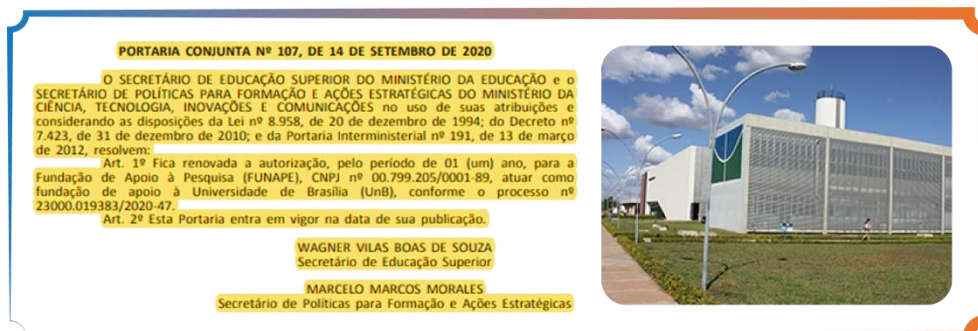 PORTARIA CONJUNTA Nº 107, DE 14 DE SETEMBRO DE 2020
O SECRETÁRIO DE EDUCAÇÃO SUPERIOR DO MINISTÉRIO DA EDUCAÇÃO e o
SECRETÁRIO DE POLÍTICAS PARA FORMAÇÃO E AÇÕES ESTRATÉGICAS DO MINISTÉRIO DA
CIÊNCIA, TECNOLOGIA, INOVAÇÕES E COMUNICAÇÕES no uso de suas atribuições e
considerando as disposições da Lei nº 8.958, de 20 de dezembro de 1994; do Decreto nº
7.423, de 31 de dezembro de 2010; e da Portaria Interministerial nº 191, de 13 de março
de 2012, resolvem:
Art. 1º Fica renovada a autorização, pelo período de 01 (um) ano, para a
Fundação de Apoio à Pesquisa (FUNAPE), CNPJ nº 00.799.205/0001-89, atuar como
fundação de apoio à Universidade de Brasília (UnB), conforme o processo nº
23000.019383/2020-47.
Art. 2º Esta Portaria entra em vigor na data de sua publicação.
WAGNER VILAS BOAS DE SOUZA
Secretário de Educação Superior
MARCELO MARCOS MORALES
Secretário de Políticas para Formação e Ações Estratégicas